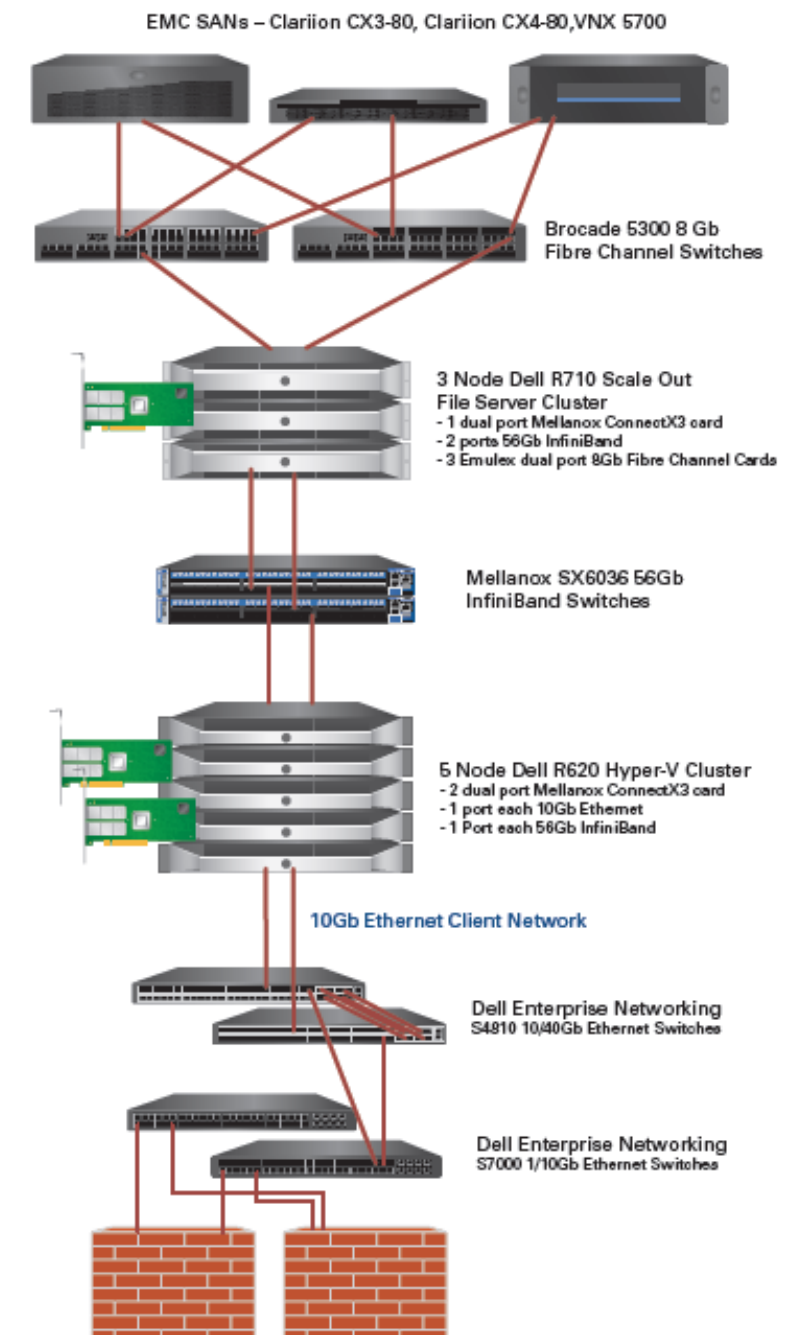 EMC SANs – Clariion CX3-80, Clariion CX4-80,VNX 5700
Brocade 5300 8 Gb
Fibre Channel Switches
3 Node Dell R710 Scale Out
File Server Cluster
- 1 dual port Mellanox ConnectX3 card
- 2 ports 56Gb InfiniBand
- 3 Emulex dual port 8Gb Fibre Channel Cards
Mellanox SX6036 56Gb
InfiniBand Switches
5 Node Dell R620 Hyper-V Cluster
- 2 dual port Mellanox ConnectX3 card
- 1 port each 10Gb Ethernet
- 1 Port each 56Gb InfiniBand
10Gb Ethernet Client Network
Dell Enterprise Networking
S4810 10/40Gb Ethernet Switches
Dell Enterprise Networking
S7000 1/10Gb Ethernet Switches